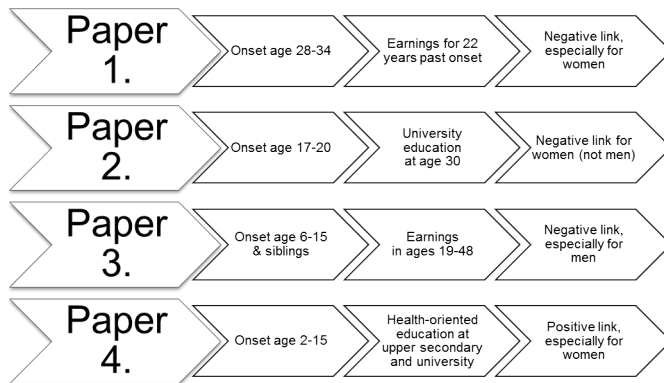 Paper
1.
Onset age 28-34
Earnings for 22
years past onset
Negative link,
especially for
women
Paper
2.
Onset age 17-20
University
education
at age 30
Negative link for
women (not men)
Paper
3.
Onset age 6-15
& siblings
Earnings
in ages 19-48
Negative link,
especially for
men
Paper
4.
Onset age 2-15
Health-oriented
education at
upper secondary
and university
Positive link,
especially for
women